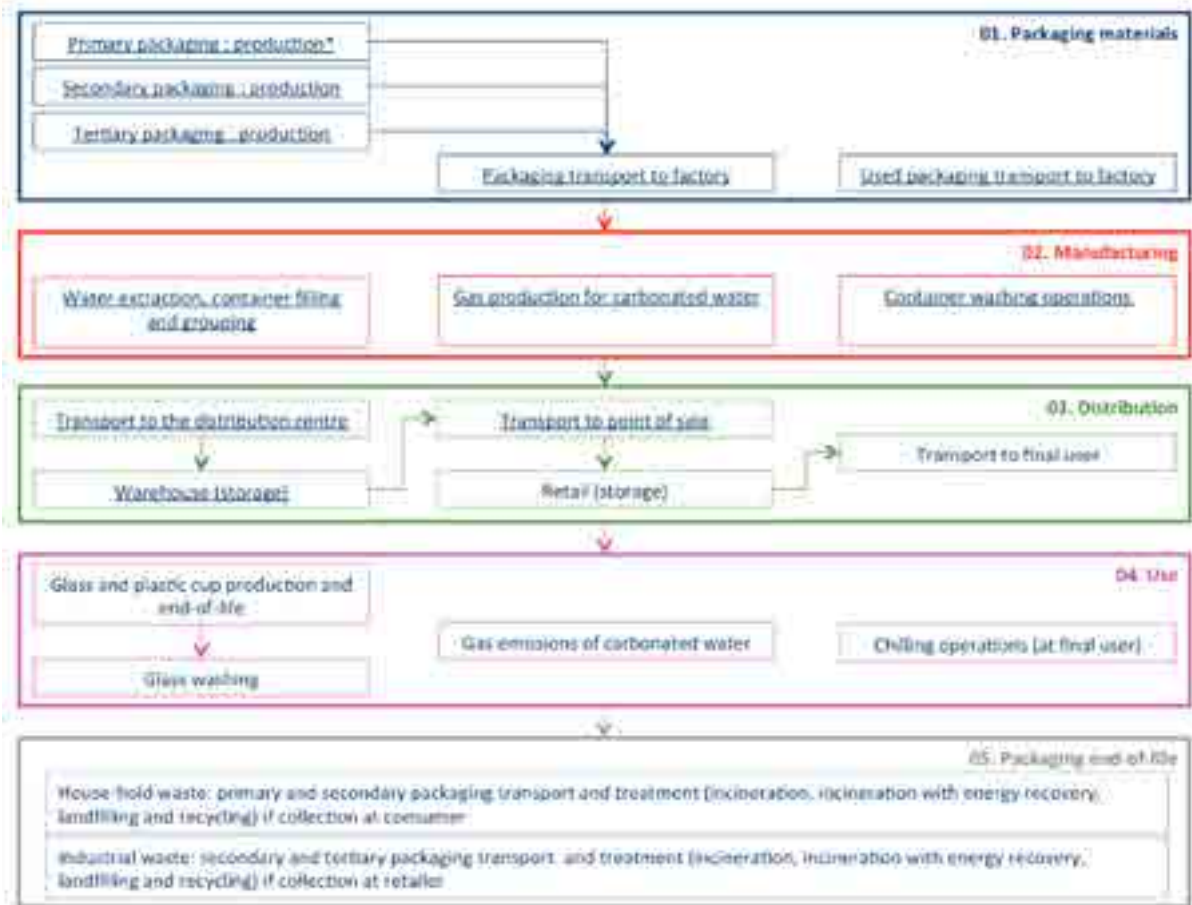 01. Packaging materials
Primary packaging : production*
Secondary packaging : production
Tertiary packaging : production
Packaging transport to factory
Used packaging transport to factory
02. Manufacturing
Water extraction, container filling
and grouping
Gas production for carbonated water
Container washing operations
03. Distribution
Transport to the distribution centre
Transport to point of sale
Transport to final user
Warehouse (storage)
Retail (storage)
04. Use
Glass and plastic cup production and
end-of-life
Gas emissions of carbonated water
Chilling operations (at final user)
Glass washing
05. Packaging end-of-life
House-hold waste: primary and secondary packaging transport and treatment (incineration, incineration with energy recovery,
landfilling and recycling) if collection at consumer
Industrial waste: secondary and tertiary packaging transport and treatment (incineration, incineration with energy recovery,
landfilling and recycling) if collection at retailer